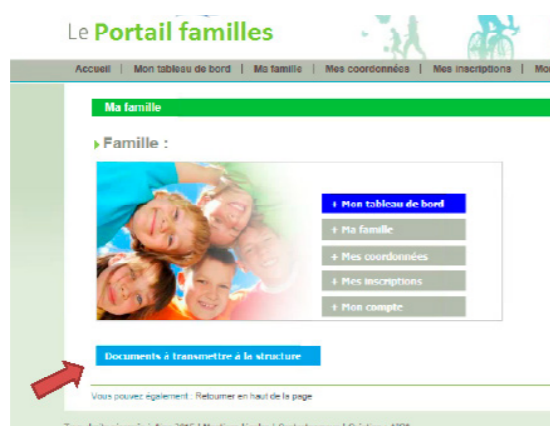 Le Portail familles
Accueil | Mon tableau de bord | Ma famille | Mes coordonnées | Mes inscriptions | Mon
Ma famille
Famille :
+ Mon tableau de bord
+ Ma famille
+ Mes coordonnées
+ Mes inscriptions
+ Mon compte
Documents à transmettre à la structure
Vous pouvez également : Retourner en haut de la page